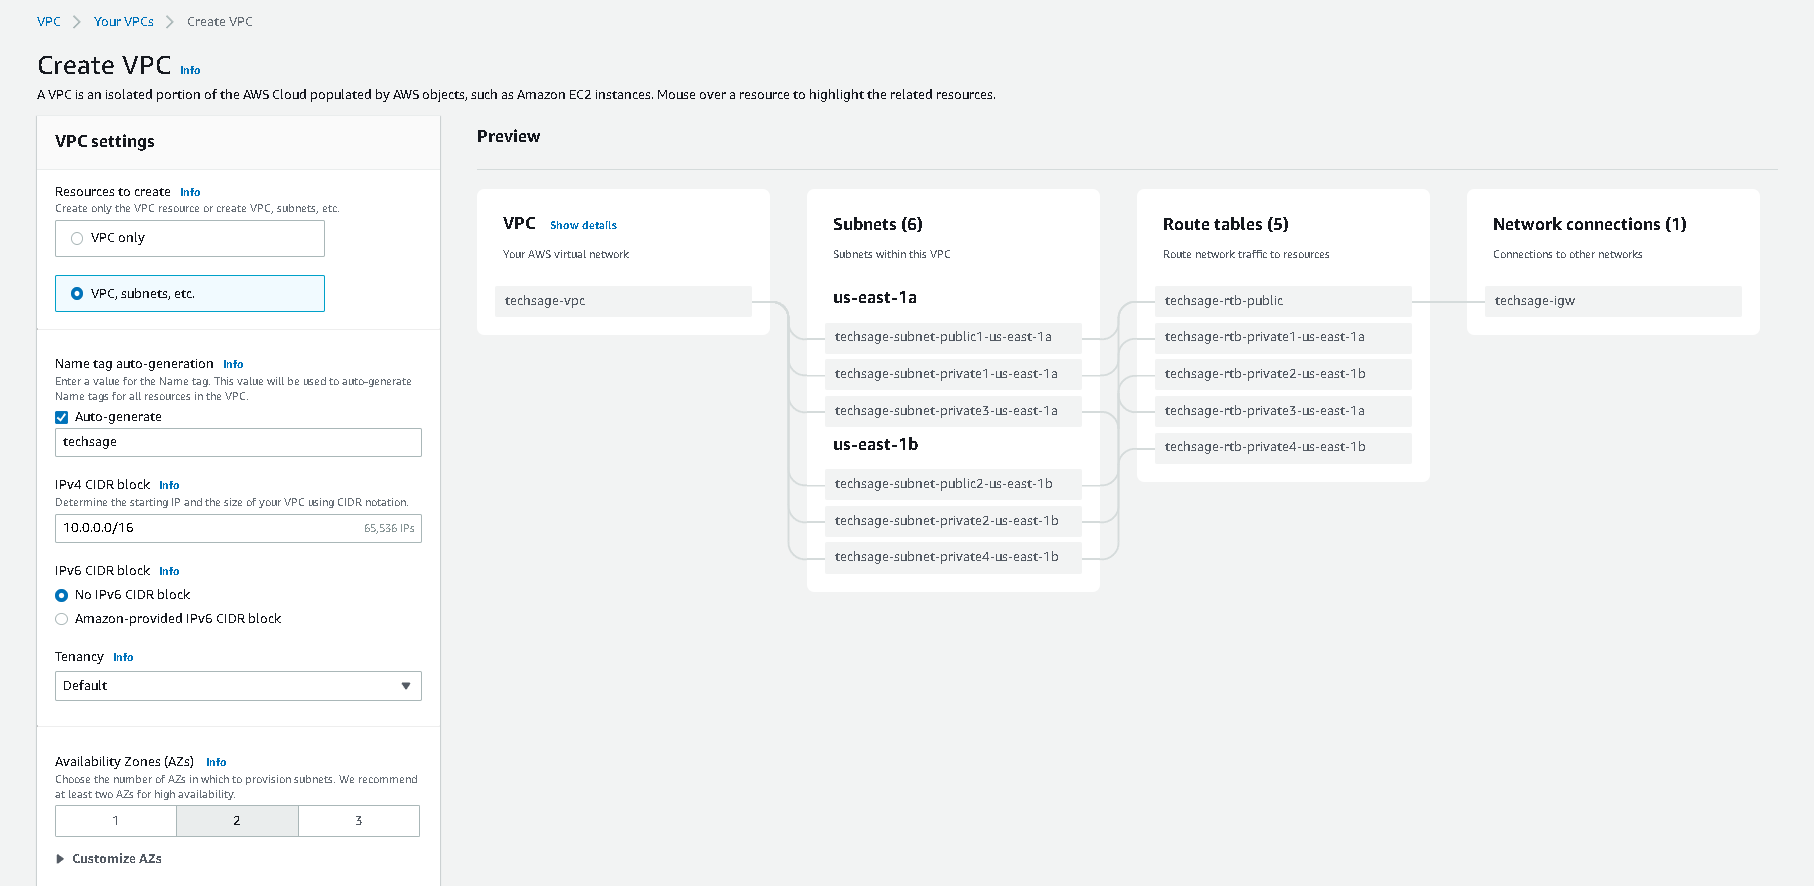 VPC > Your VPCs > Create VPC
Create VPC Info
A VPC is an isolated portion of the AWS Cloud populated by AWS objects, such as Amazon EC2 instances. Mouse over a resource to highlight the related resources.
VPC settings
Resources to create Info
Create only the VPC resource or create VPC, subnets, etc.
VPC only
VPC, subnets, etc.
Name tag auto-generation Info
Enter a value for the Name tag. This value will be used to auto-generate
Name tags for all resources in the VPC.
Auto-generate
techsage
IPv4 CIDR block Info
Determine the starting IP and the size of your VPC using CIDR notation.
10.0.0.0/16 65,536 IPs
IPv6 CIDR block Info
No IPv6 CIDR block
Amazon-provided IPv6 CIDR block
Tenancy Info
Default
Availability Zones (AZs) Info
Choose the number of AZs in which to provision subnets. We recommend
at least two AZs for high availability.
1 2 3
Customize AZs
Preview
VPC Show details
Your AWS virtual network
techsage-vpc
Subnets (6)
Subnets within this VPC
us-east-1a
techsage-subnet-public1-us-east-1a
techsage-subnet-private1-us-east-1a
techsage-subnet-private3-us-east-1a
us-east-1b
techsage-subnet-public2-us-east-1b
techsage-subnet-private2-us-east-1b
techsage-subnet-private4-us-east-1b
Route tables (5)
Route network traffic to resources
techsage-rtb-public
techsage-rtb-private1-us-east-1a
techsage-rtb-private2-us-east-1b
techsage-rtb-private3-us-east-1a
techsage-rtb-private4-us-east-1b
Network connections (1)
Connections to other networks
techsage-igw